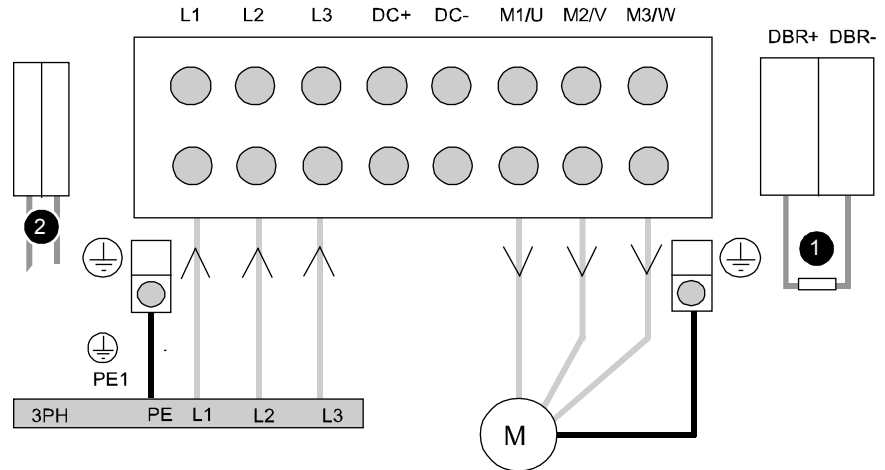 L1 L2 L3 DC+ DC- M1/U M2/V M3/W
DBR+ DBR-
2
1
PE1
3PH PE L1 L2 L3
M